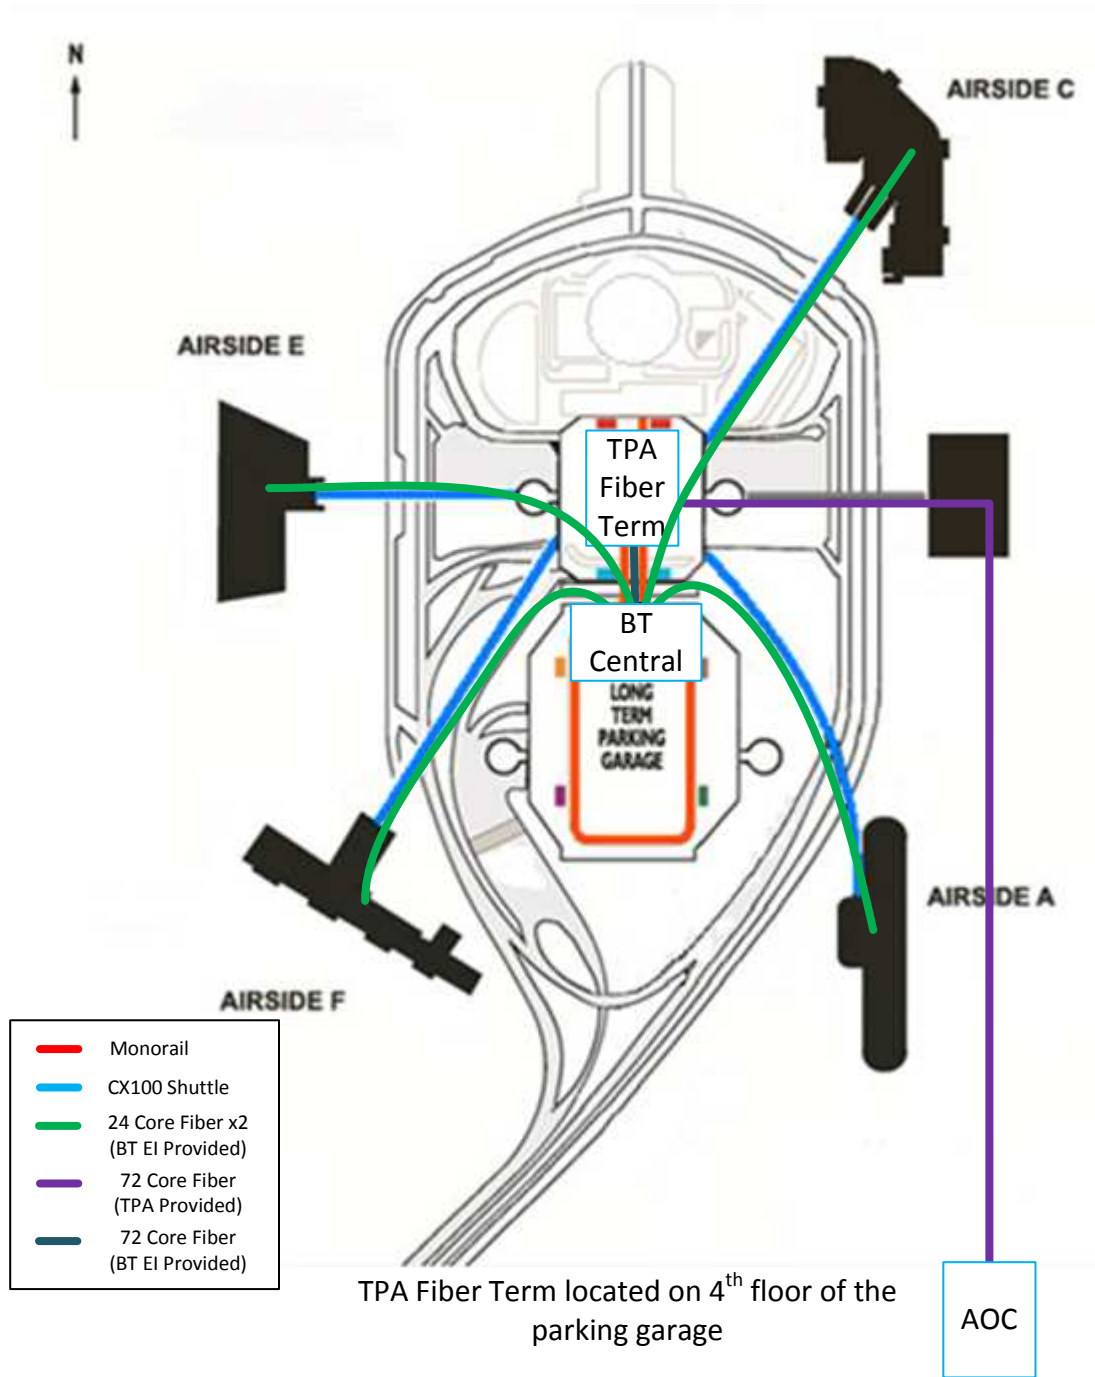 N
AIRSIDE C
AIRSIDE E
TPA
Fiber
Term
BT
Central
LONG
TERM
PARKING
GARAGE
AIRSIDE A
AIRSIDE F
Monorail
CX100 Shuttle
24 Core Fiber x2
(BT EI Provided)
72 Core Fiber
(TPA Provided)
72 Core Fiber
(BT EI Provided)
TPA Fiber Term located on 4th floor of the
parking garage
AOC